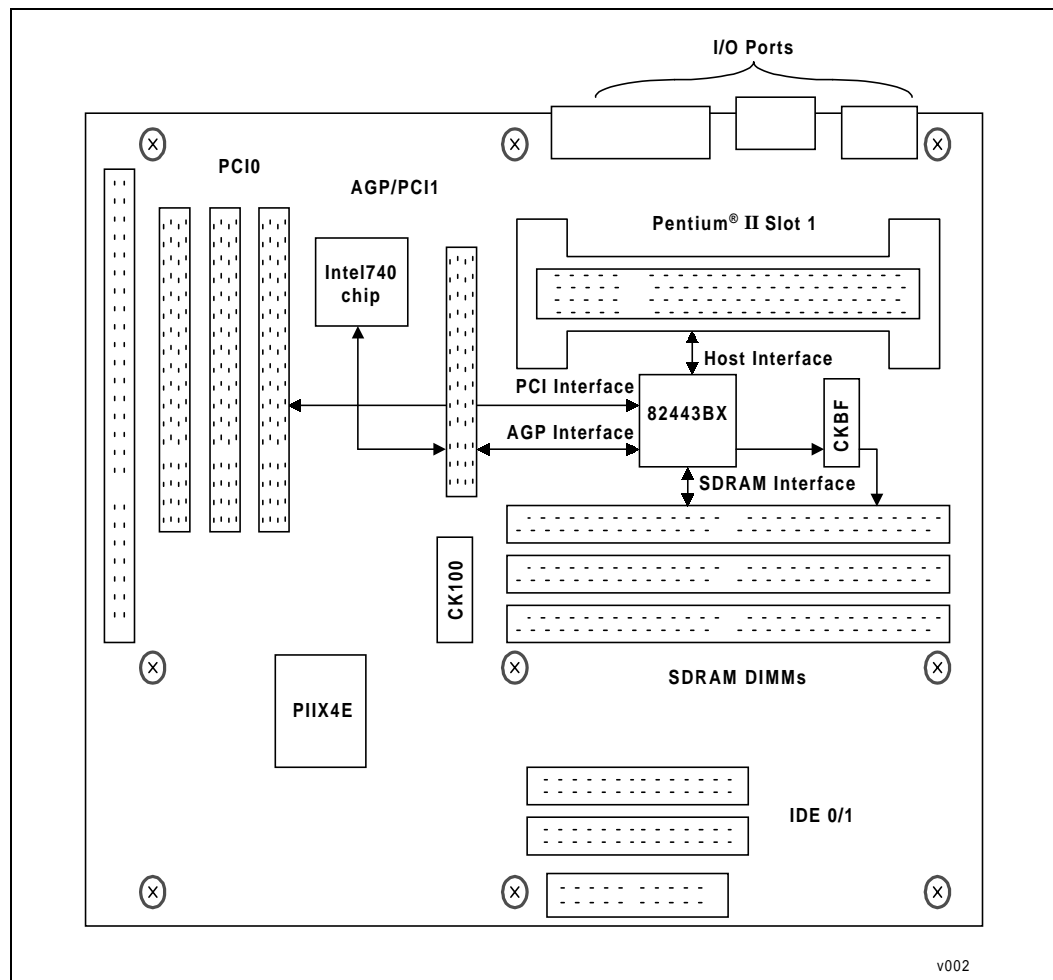 I/O Ports
PCI0
AGP/PCI1
Pentium® II Slot 1
Intel740
chip
Host Interface
PCI Interface
82443BX
CKBF
AGP Interface
SDRAM Interface
CK100
SDRAM DIMMs
PIIX4E
IDE 0/1
v002